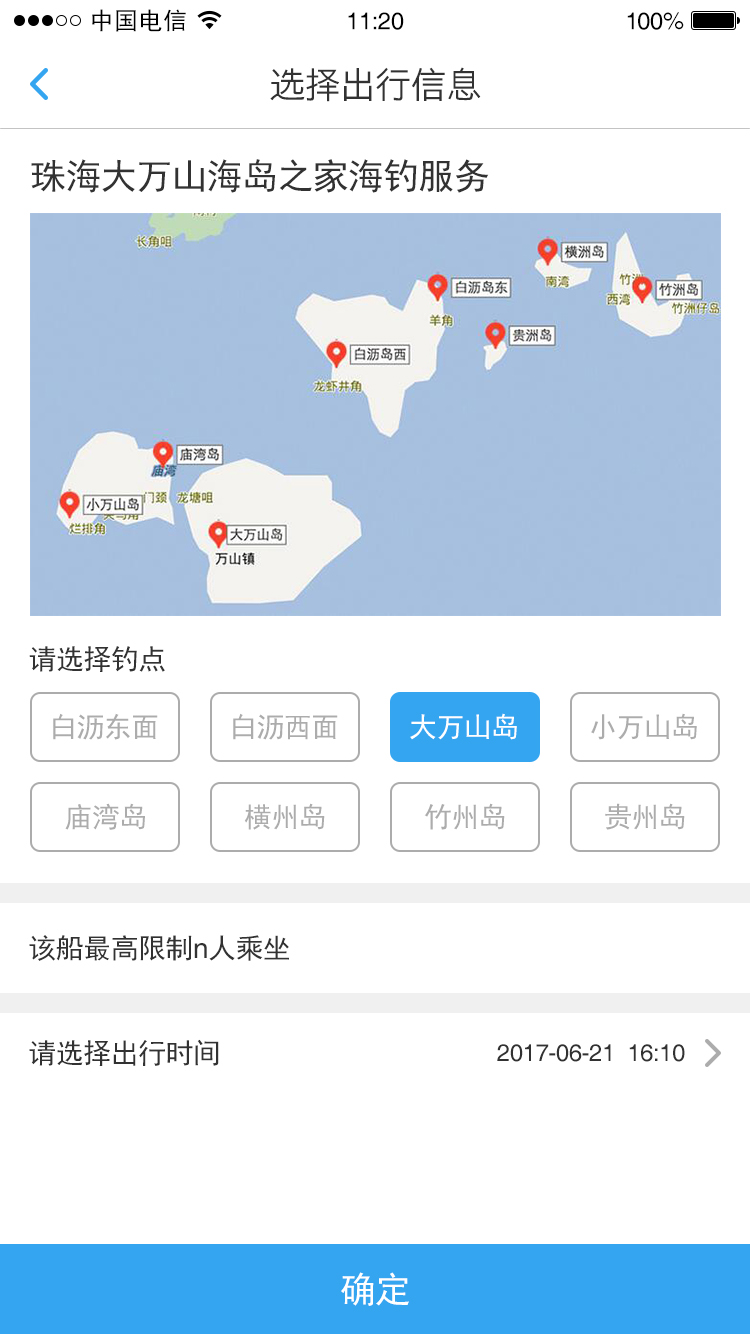 中国电信 11:20 100%
选择出行信息
珠海大万山海岛之家海钓服务
长角咀
横洲岛
南湾
竹洲
竹洲岛
西湾
竹洲仔岛
白沥岛东
羊角
贵洲岛
白沥岛西
龙虾井角
庙湾岛
庙湾
小万山岛
门颈 龙塘咀
烂排角
大万山岛
万山镇
请选择钓点
白沥东面 白沥西面 大万山岛 小万山岛
庙湾岛 横州岛 竹州岛 贵州岛
该船最高限制n人乘坐
请选择出行时间 2017-06-21 16:10
确定